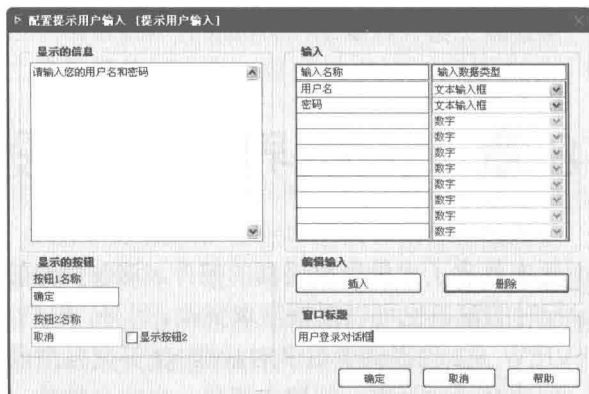 配置提示用户输入 [提示用户输入]
显示的信息
请输入您的用户名和密码
输入
输入名称 输入数据类型
用户名 文本输入框
密码 文本输入框
数字
数字
数字
数字
数字
数字
数字
数字
显示的按钮
按钮1名称
确定
按钮2名称
取消 显示按钮2
编辑输入
插入 删除
窗口标题
用户登录对话框
确定 取消 帮助